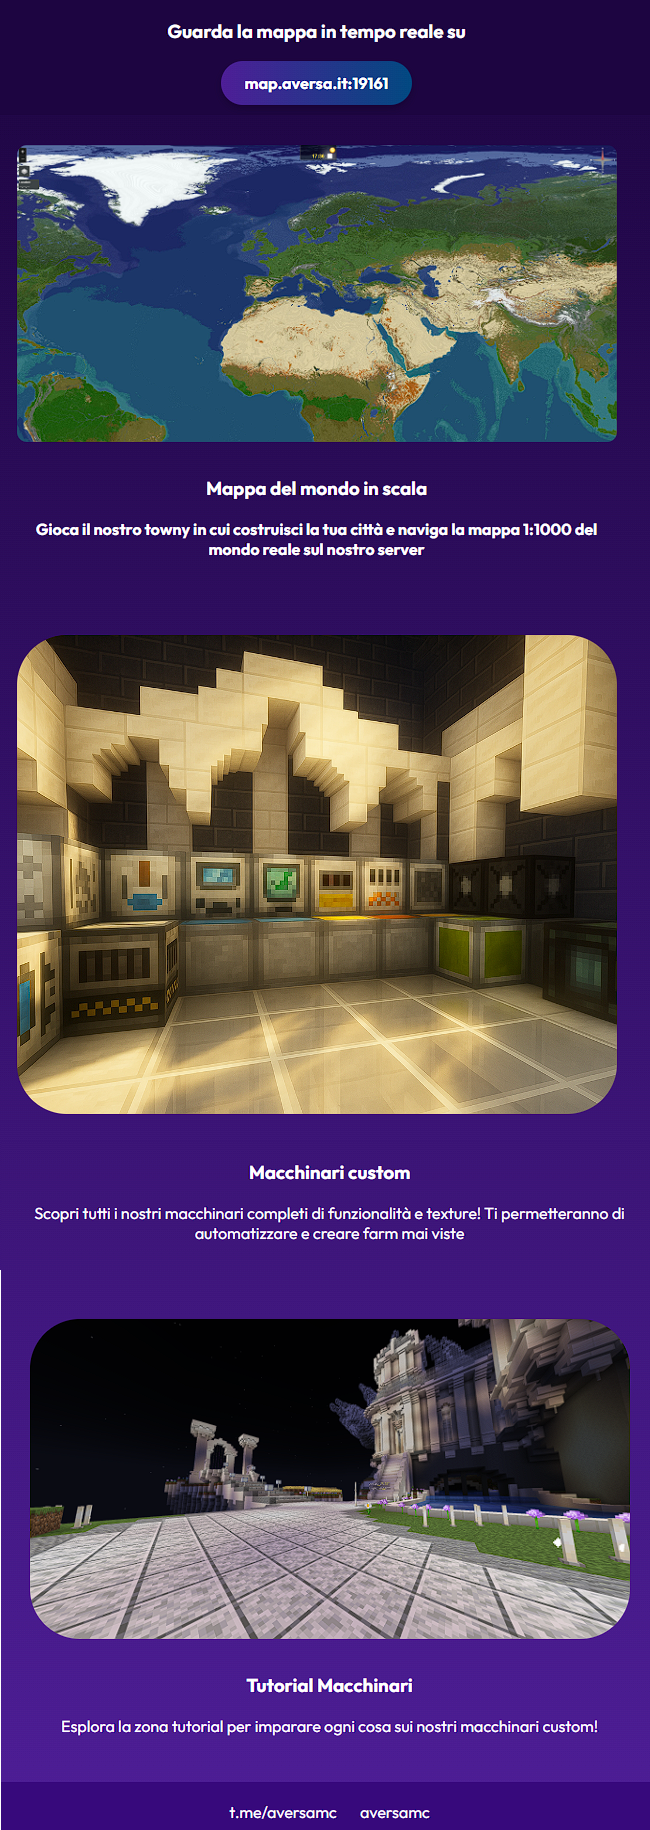 Guarda la mappa in tempo reale su
map.aversa.it:19161
Mappa del mondo in scala
Gioca il nostro towny in cui costruisci la tua città e naviga la mappa 1:1000 del
mondo reale sul nostro server
Macchinari custom
Scopri tutti i nostri macchinari completi di funzionalità e texture! Ti permetteranno di
automatizzare e creare farm mai viste
Tutorial Macchinari
Esplora la zona tutorial per imparare ogni cosa sui nostri macchinari custom!
t.me/aversamc aversamc